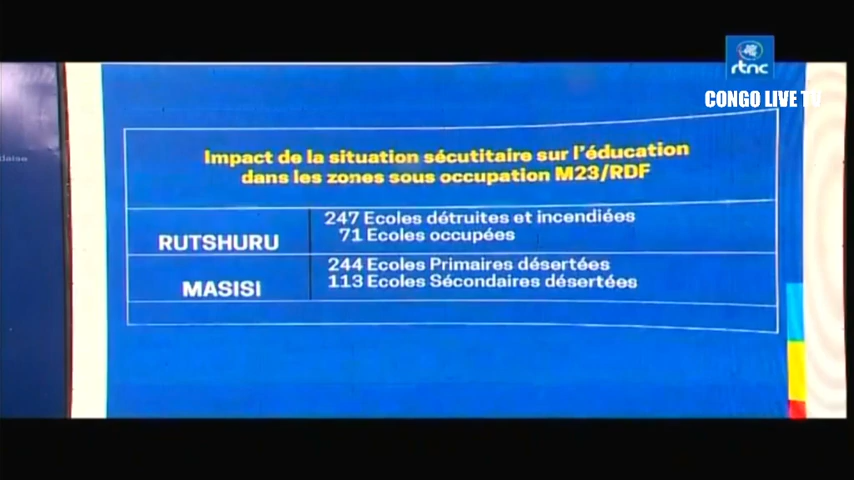 rtnc
CONGO LIVE TV
daise
Impact de la situation sécutitaire sur l'éducation
dans les zones sous occupation M23/RDF
RUTSHURU
247 Ecoles détruites et incendiées
71 Ecoles occupées
MASISI
244 Ecoles Primaires désertées
113 Ecoles Sécondaires désertées